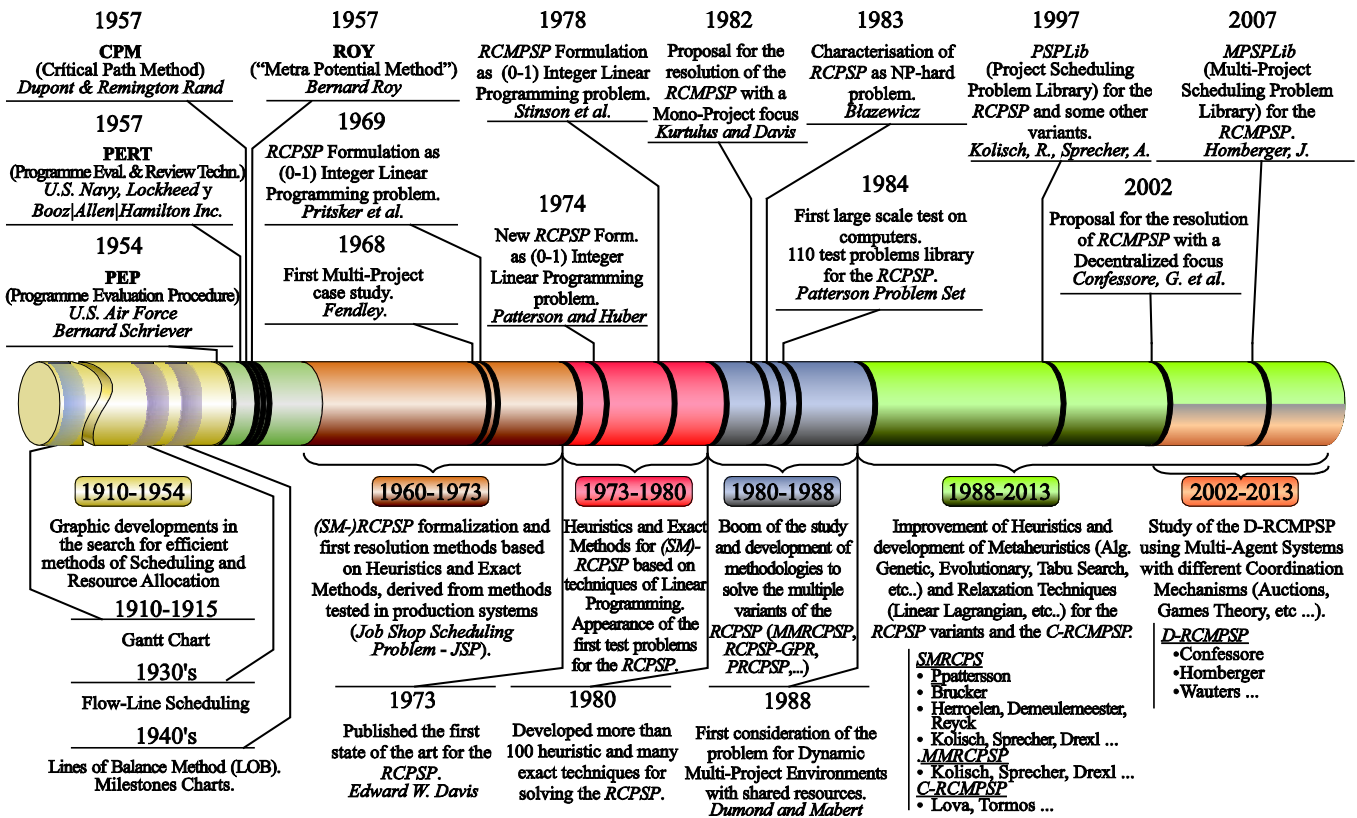 1957
CPM
(Crítical Path Method)
Dupont & Remington Rand
1957
PERT
(Programme Eval. & Review Techn.)
U.S. Navy, Lockheed y
Booz|Allen|Hamilton Inc.
1954
PEP
(Programme Evaluation Procedure)
U.S. Air Force
Bernard Schriever
1957
ROY
(“Metra Potential Method”)
Bernard Roy
1969
RCPSP Formulation as
(0-1) Integer Linear
Programming problem.
Pritsker et al.
1968
First Multi-Project
case study.
Fendley.
1978
RCMPSP Formulation
as (0-1) Integer Linear
Programming problem.
Stinson et al.
1974
New RCPSP Form.
as (0-1) Integer
Linear Programming
problem.
Patterson and Huber
1982
Proposal for the
resolution of the
RCMPSP with a
Mono-Project focus
Kurtulus and Davis
1983
Characterisation of
RCPSP as NP-hard
problem.
Błazewicz
1984
First large scale test on
computers.
110 test problems library
for the RCPSP.
Patterson Problem Set
1997
PSPLib
(Project Scheduling
Problem Library) for the
RCPSP and some other
variants.
Kolisch, R., Sprecher, A.
2002
Proposal for the resolution
of RCMPSP with a
Decentralized focus
Confessore, G. et al.
2007
MPSPLib
(Multi-Project
Scheduling Problem
Library) for the
RCMPSP.
Homberger, J.
1910-1954
Graphic developments in
the search for efficient
methods of Scheduling and
Resource Allocation
1910-1915
Gantt Chart
1930's
Flow-Line Scheduling
1940's
Lines of Balance Method (LOB).
Milestones Charts.
1960-1973
(SM-)RCPSP formalization and
first resolution methods based
on Heuristics and Exact
Methods, derived from methods
tested in production systems
(Job Shop Scheduling
Problem - JSP).
1973
Published the first
state of the art for the
RCPSP.
Edward W. Davis
1973-1980
Heuristics and Exact
Methods for (SM)-
RCPSP based on
techniques of Linear
Programming.
Appearance of the
first test problems
for the RCPSP.
1980
Developed more than
100 heuristic and many
exact techniques for
solving the RCPSP.
1980-1988
Boom of the study
and development of
methodologies to
solve the multiple
variants of the
RCPSP (MMRCPSP,
RCPSP-GPR,
PRCPSP,...)
1988
First consideration of the
problem for Dynamic
Multi-Project Environments
with shared resources.
Dumond and Mabert
1988-2013
Improvement of Heuristics and
development of Metaheuristics (Alg.
Genetic, Evolutionary, Tabu Search,
etc..) and Relaxation Techniques
(Linear Lagrangian, etc..) for the
RCPSP variants and the C-RCMPSP.
SMRCPS
• Ppattersson
• Brucker
• Herroelen, Demeulemeester,
Reyck
• Kolisch, Sprecher, Drexl ...
.MMRCPSP
• Kolisch, Sprecher, Drexl ...
C-RCMPSP
• Lova, Tormos ...
2002-2013
Study of the D-RCMPSP
using Multi-Agent Systems
with different Coordination
Mechanisms (Auctions,
Games Theory, etc ...).
D-RCMPSP
•Confessore
•Homberger
•Wauters ...